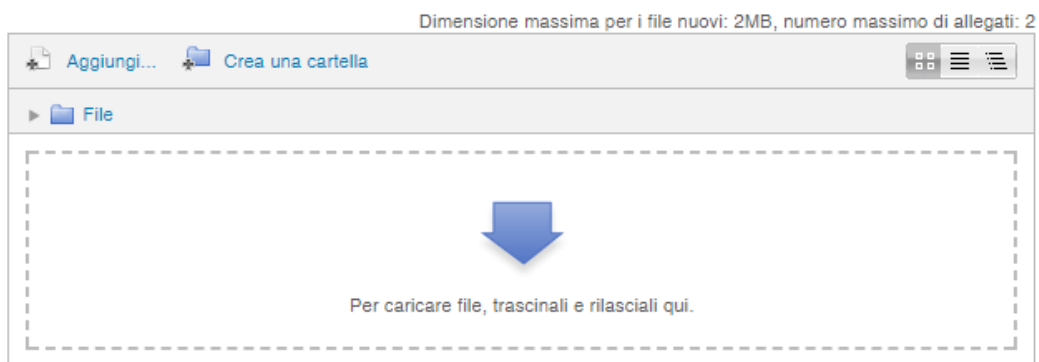 Dimensione massima per i file nuovi: 2MB, numero massimo di allegati: 2
Aggiungi... Crea una cartella
File
Per caricare file, trascinali e rilasciali qui.